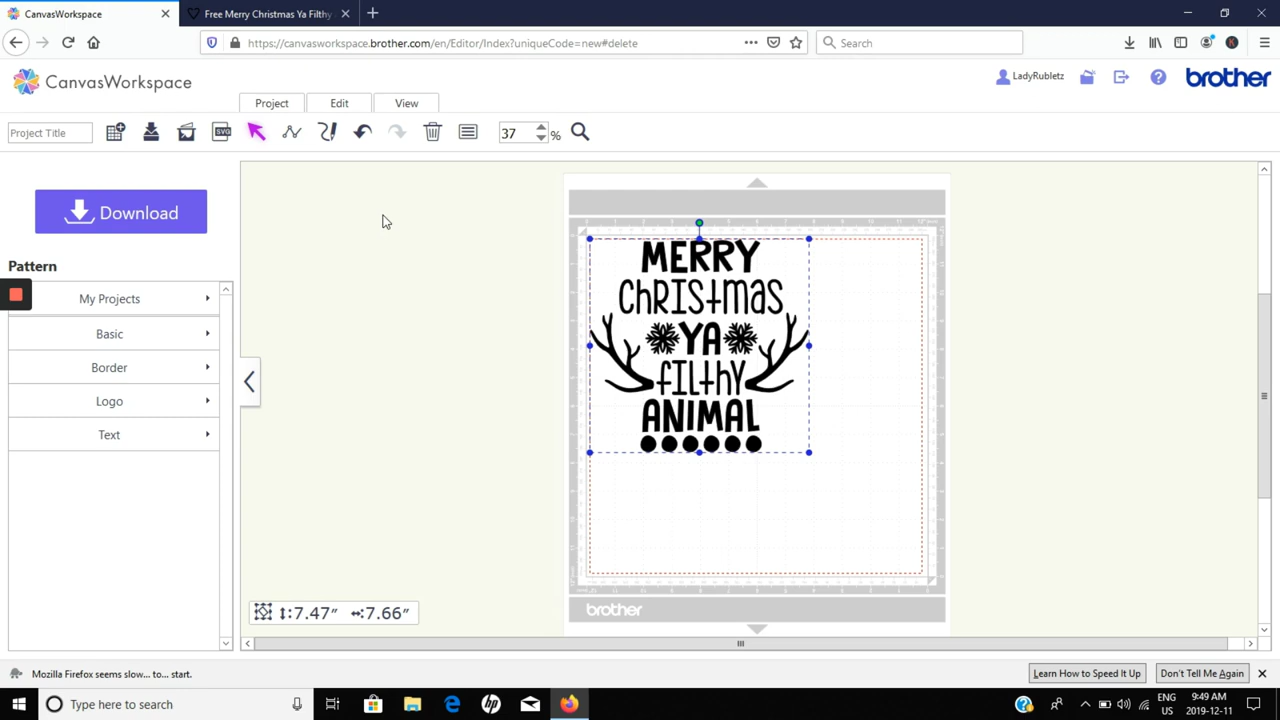 CanvasWorkspace
Free Merry Christmas Ya Filthy
https://canvasworkspace.brother.com/en/Editor/Index?uniqueCode=new#delete
Search
CanvasWorkspace
LadyRubletz
brother
Project
Edit
View
Project Title
SVG
37
%
Download
Pattern
My Projects
Basic
Border
Logo
Text
MERRY
ChRIStmas
YA
fILthY
ANIMAL
brother
7.47"
7.66"
Mozilla Firefox seems slow... to... start.
Learn How to Speed It Up
Don't Tell Me Again
Type here to search
hp
ENG
US
9:49 AM
2019-12-11